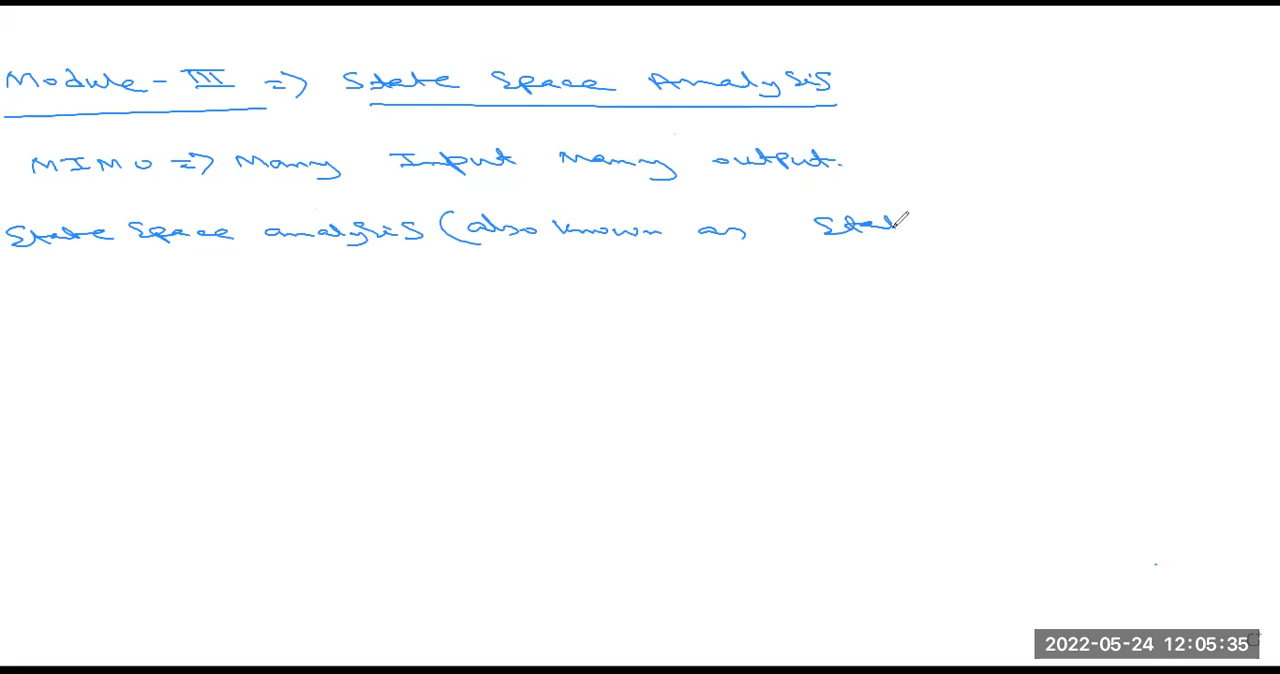 Module - III => State Space Analysis
MIMO => Many Input Many output.
State Space analysis (also known as Stat
2022-05-24 12:05:35